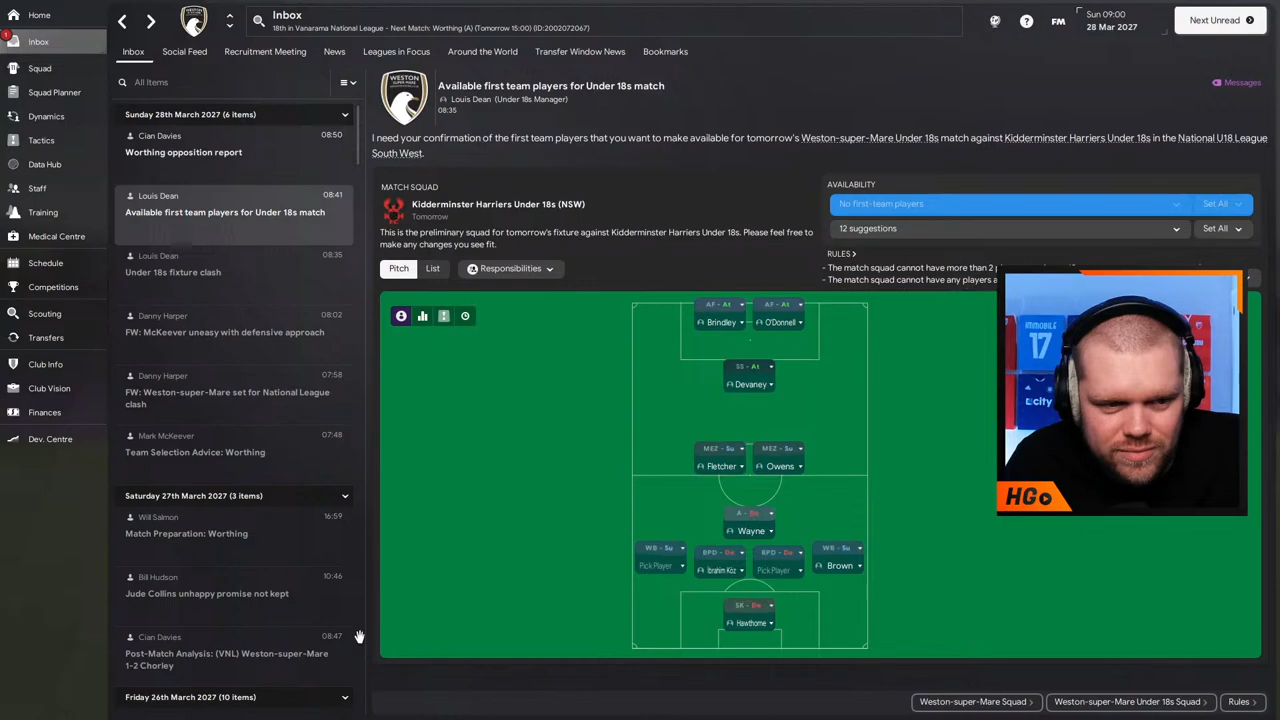 Home
Inbox
18th in Vanarama National League - Next Match: Worthing (A) (Tomorrow 15:00) (ID:2002072067)
FM
Sun 09:00
28 Mar 2027
Next Unread
1
Inbox
Squad
Squad Planner
Dynamics
Tactics
Data Hub
Staff
Training
Medical Centre
Schedule
Competitions
Scouting
Transfers
Club Info
Club Vision
Finances
Dev. Centre
Inbox
Social Feed
Recruitment Meeting
News
Leagues in Focus
Around the World
Transfer Window News
Bookmarks
All Items
Sunday 28th March 2027 (6 items)
Cian Davies
08:50
Worthing opposition report
Louis Dean
08:41
Available first team players for Under 18s match
Louis Dean
08:35
Under 18s fixture clash
Danny Harper
08:02
FW: McKeever uneasy with defensive approach
Danny Harper
07:58
FW: Weston-super-Mare set for National League
clash
Mark McKeever
07:48
Team Selection Advice: Worthing
Saturday 27th March 2027 (3 items)
Will Salmon
16:59
Match Preparation: Worthing
Bill Hudson
10:46
Jude Collins unhappy promise not kept
Cian Davies
08:47
Post-Match Analysis: (VNL) Weston-super-Mare
1-2 Chorley
Friday 26th March 2027 (10 items)
WESTON
SUPER MARE
Available first team players for Under 18s match
Louis Dean (Under 18s Manager)
08:35
Messages
I need your confirmation of the first team players that you want to make available for tomorrow's Weston-super-Mare Under 18s match against Kidderminster Harriers Under 18s in the National U18 League
South West.
MATCH SQUAD
Kidderminster Harriers Under 18s (NSW)
Tomorrow
This is the preliminary squad for tomorrow's fixture against Kidderminster Harriers Under 18s. Please feel free to
make any changes you see fit.
Pitch
List
Responsibilities
AVAILABILITY
No first-team players
Set All
12 suggestions
Set All
RULES
- The match squad cannot have more than 2
- The match squad cannot have any players
AF - At
Brindley
AF - At
O'Donnell
SS - At
Devaney
MEZ - Su
Fletcher
MEZ - Su
Owens
A - De
Wayne
WB - Su
Pick Player
BPD - De
İbrahim Köz
BPD - De
Pick Player
WB - Su
Brown
SK - De
Hawthorne
IMMOBILE
17
city
HGO
Weston-super-Mare Squad
Weston-super-Mare Under 18s Squad
Rules